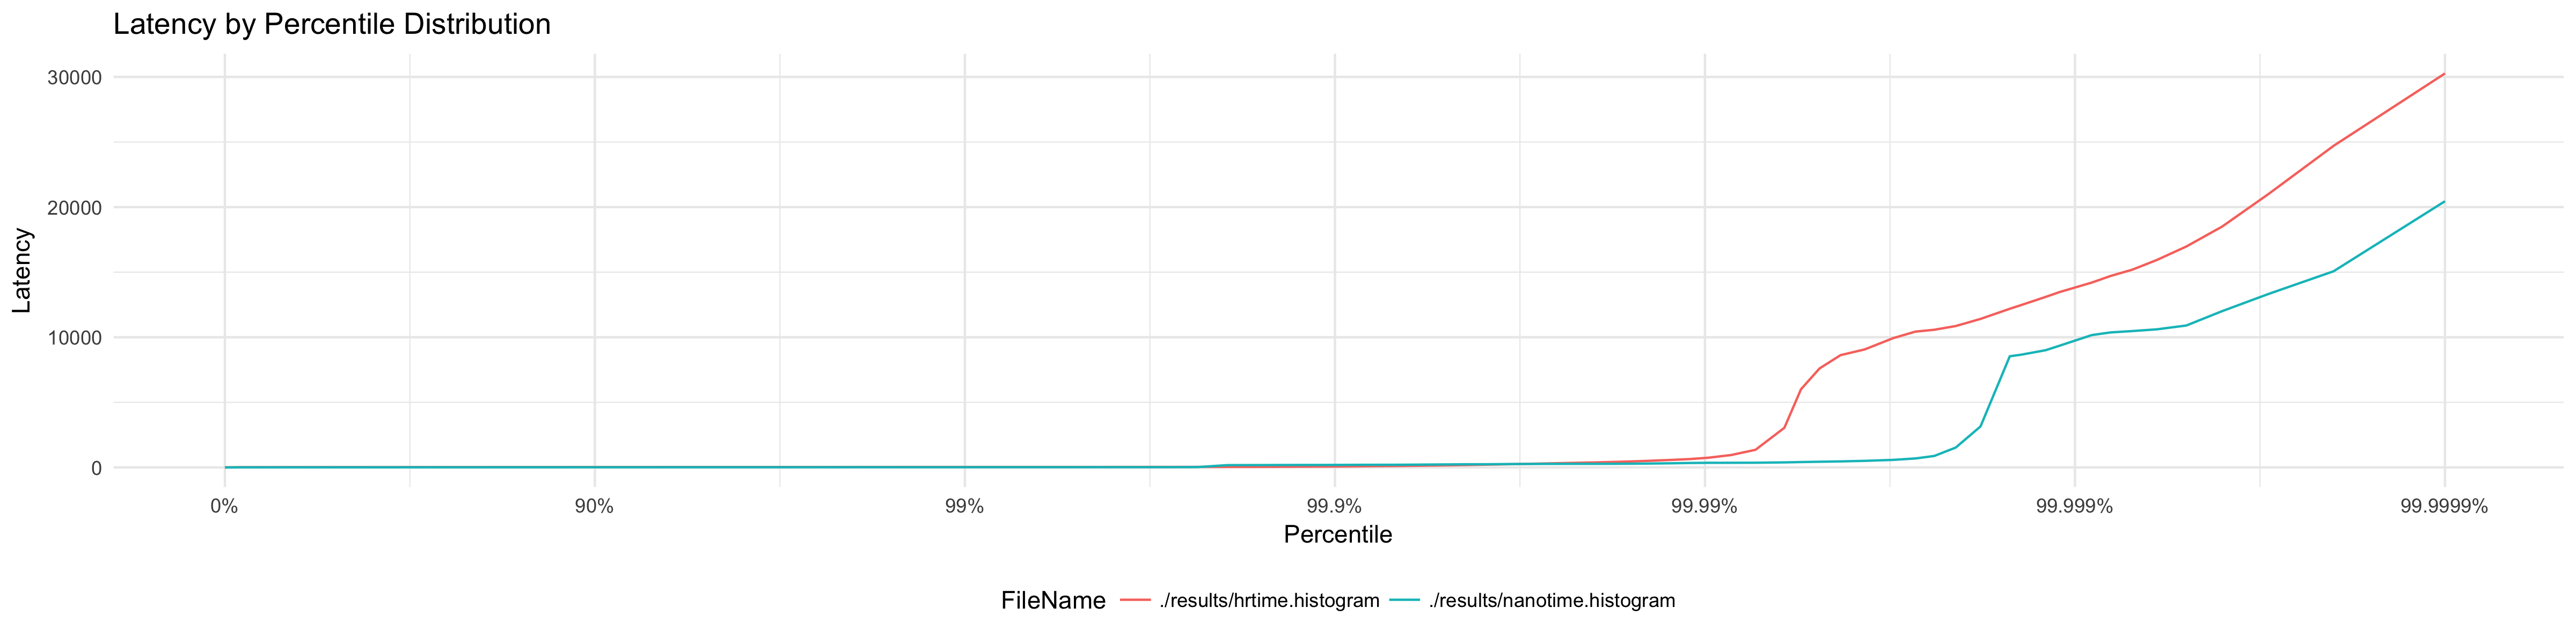 Latency by Percentile Distribution
30000
20000
10000
0
Latency
0% 90% 99% 99.9% 99.99% 99.999% 99.9999%
Percentile
FileName ./results/hrtime.histogram ./results/nanotime.histogram